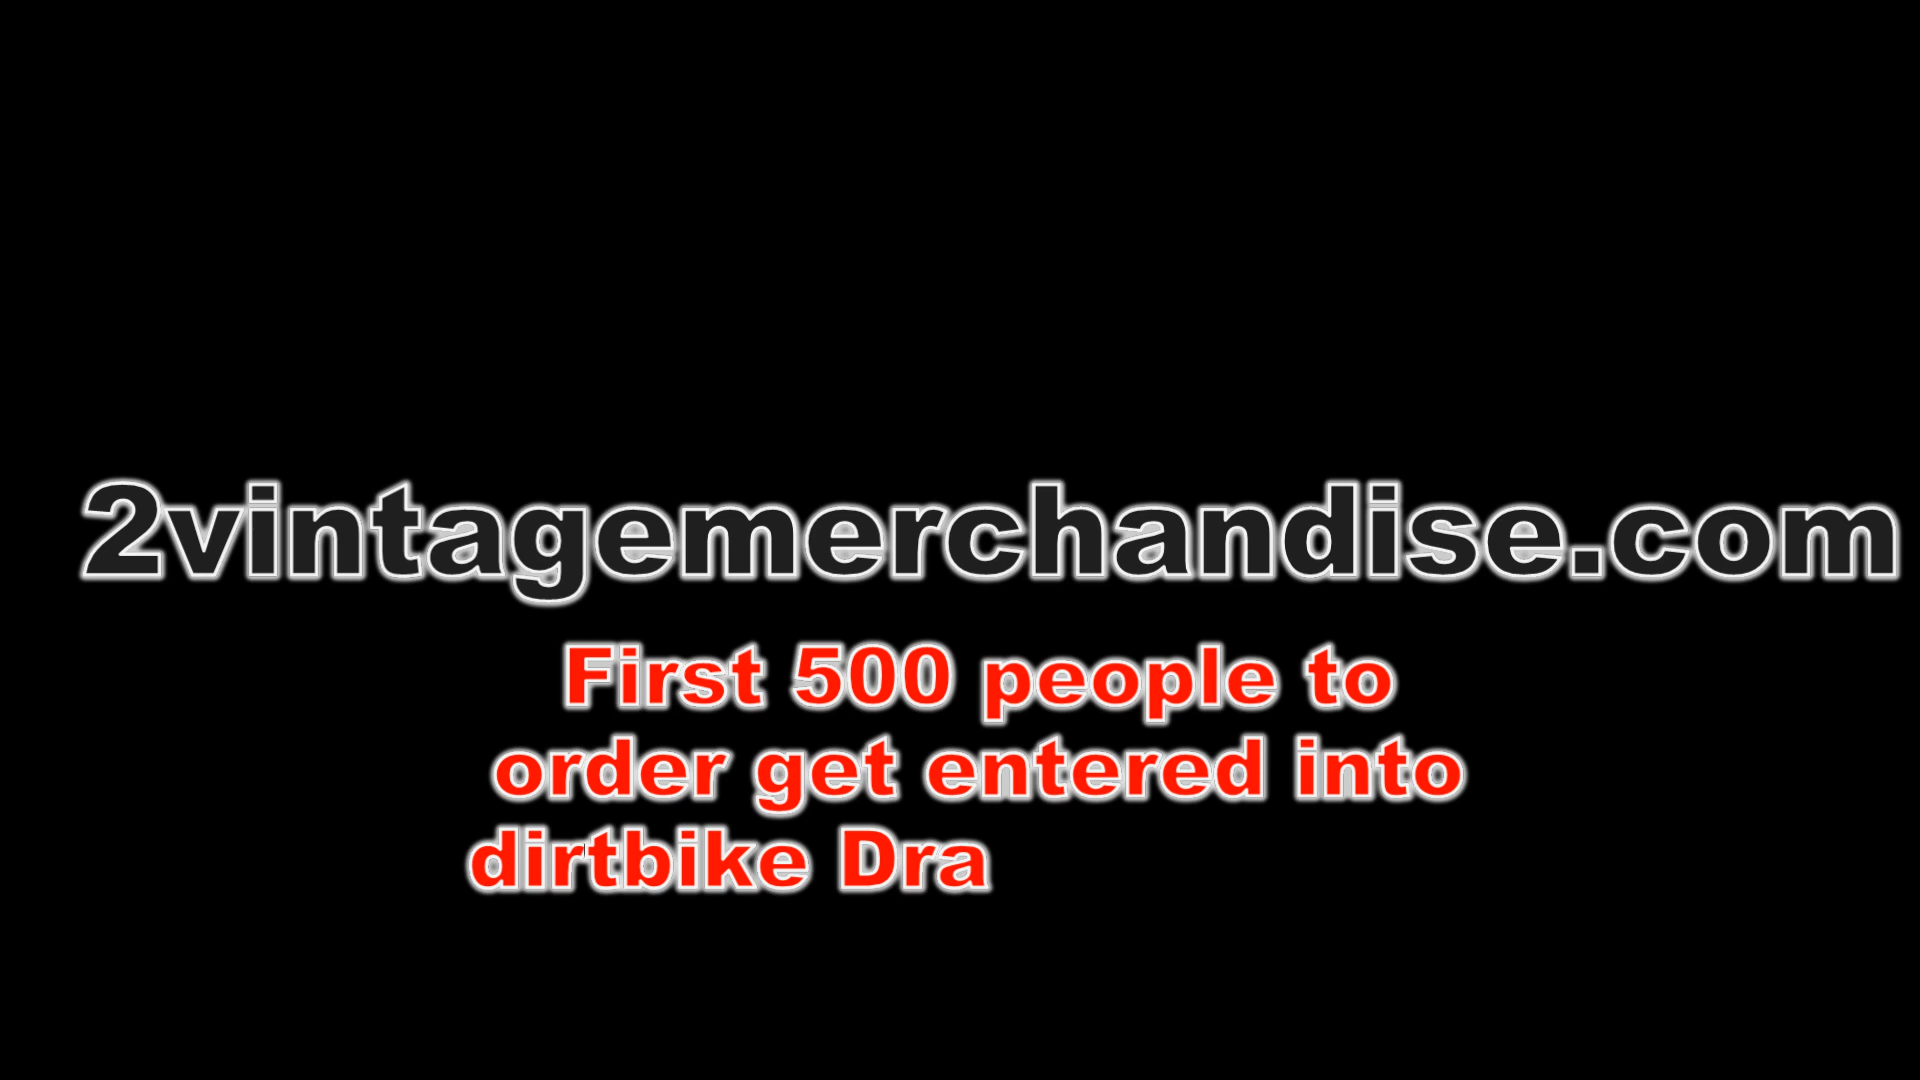 2vintagemerchandise.com
First 500 people to
order get entered into
dirtbike Dra